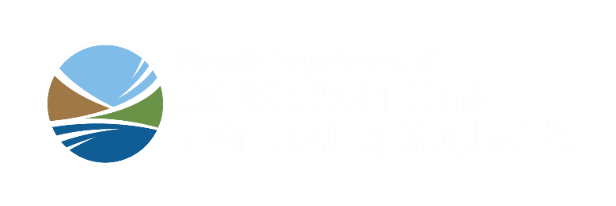 Nevada Department of
CONSERVATION &
NATURAL RESOURCES